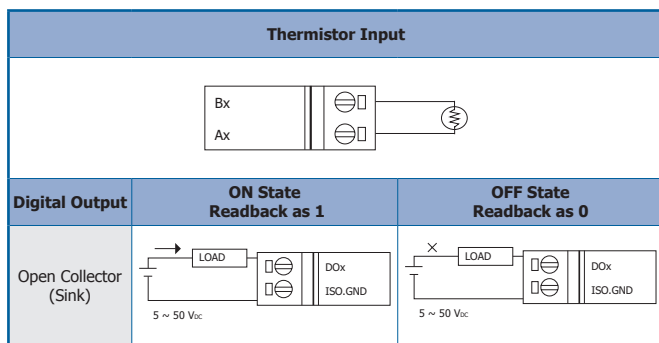 Thermistor Input
Bx
Ax
Digital Output
ON State
Readback as 1
OFF State
Readback as 0
Open Collector
(Sink)
LOAD
DOx
ISO.GND
5 ~ 50 VDC
LOAD
DOx
ISO.GND
5 ~ 50 VDC